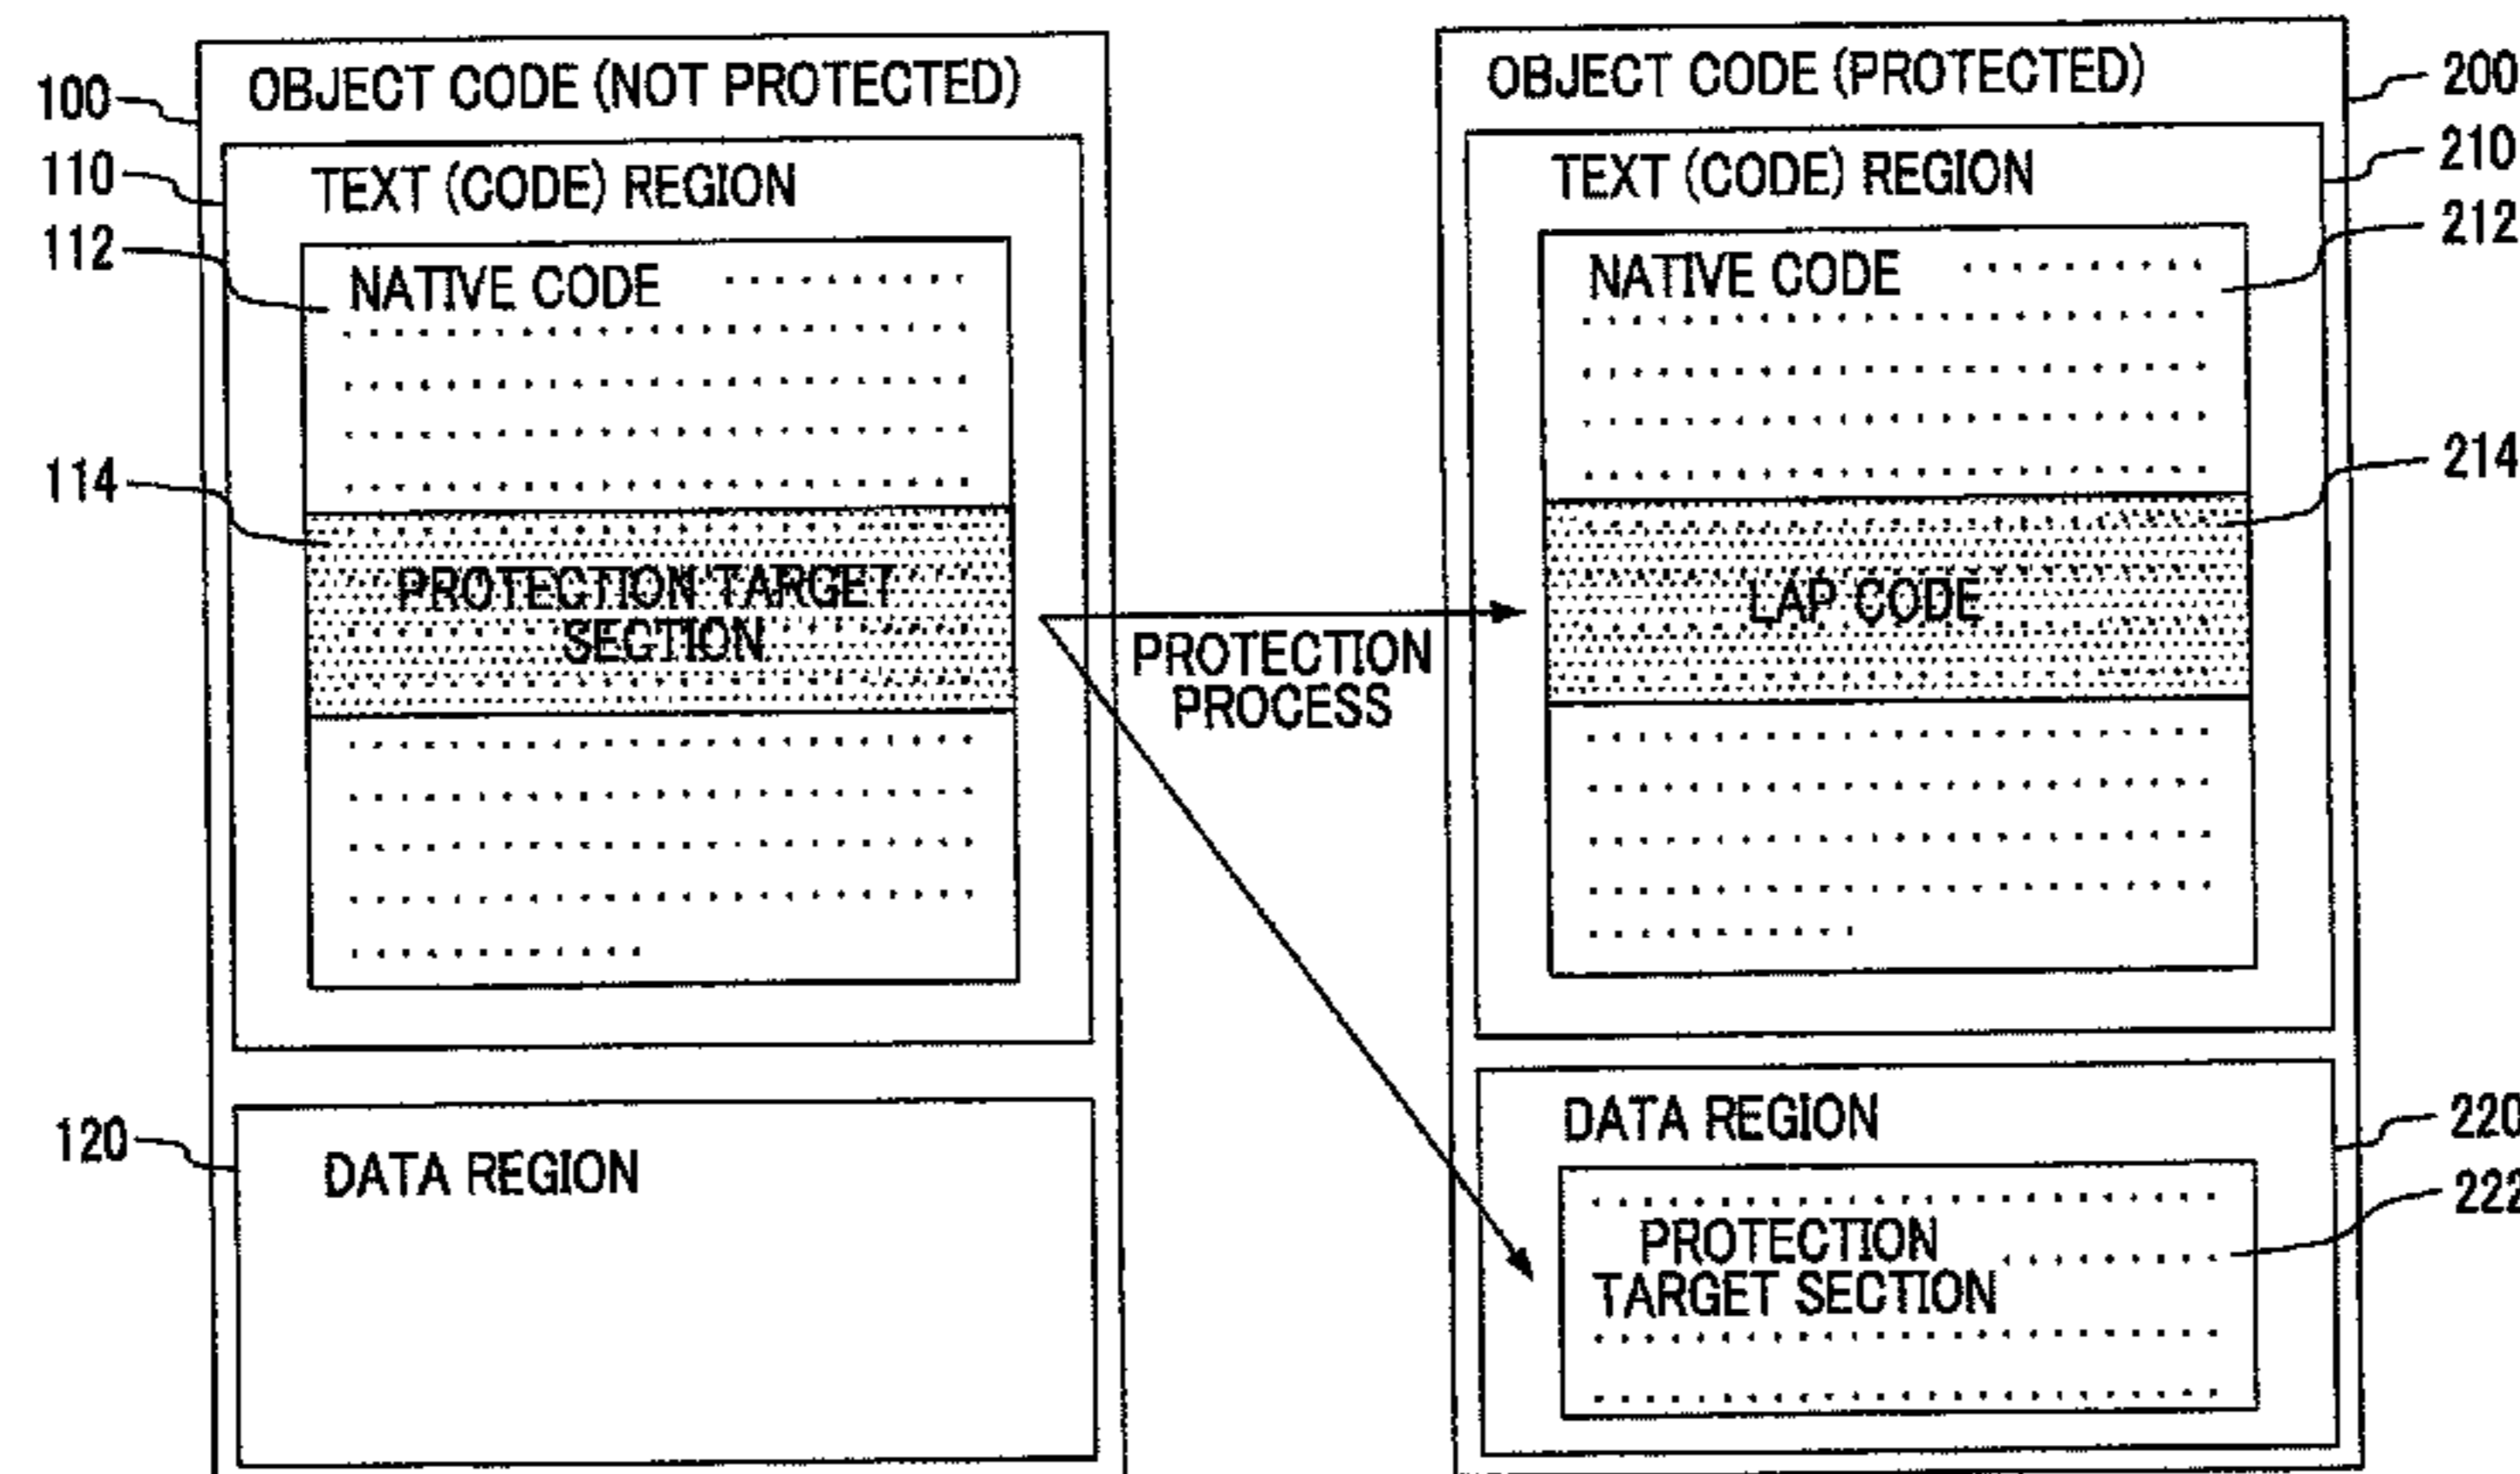 OBJECT CODE (NOT PROTECTED)
100
TEXT (CODE) REGION
110
NATIVE CODE
112
114
PROTECTION TARGET
SECTION
DATA REGION
120
PROTECTION
PROCESS
OBJECT CODE (PROTECTED)
200
TEXT (CODE) REGION
210
NATIVE CODE
212
214
LAP CODE
DATA REGION
220
222
PROTECTION
TARGET SECTION